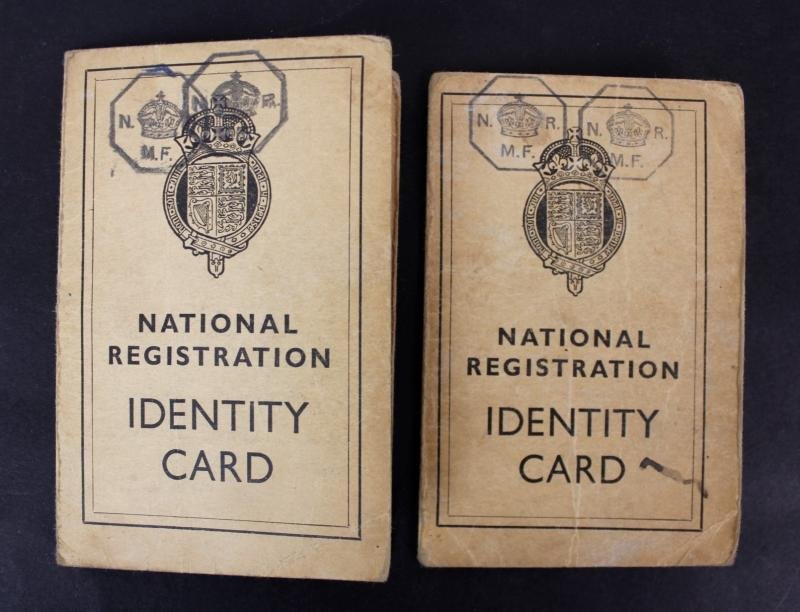 N. R.
N. R.
M.F.
NATIONAL
REGISTRATION
IDENTITY
CARD
N. R.
M.F.
N. R.
M.F.
NATIONAL
REGISTRATION
IDENTITY
CARD